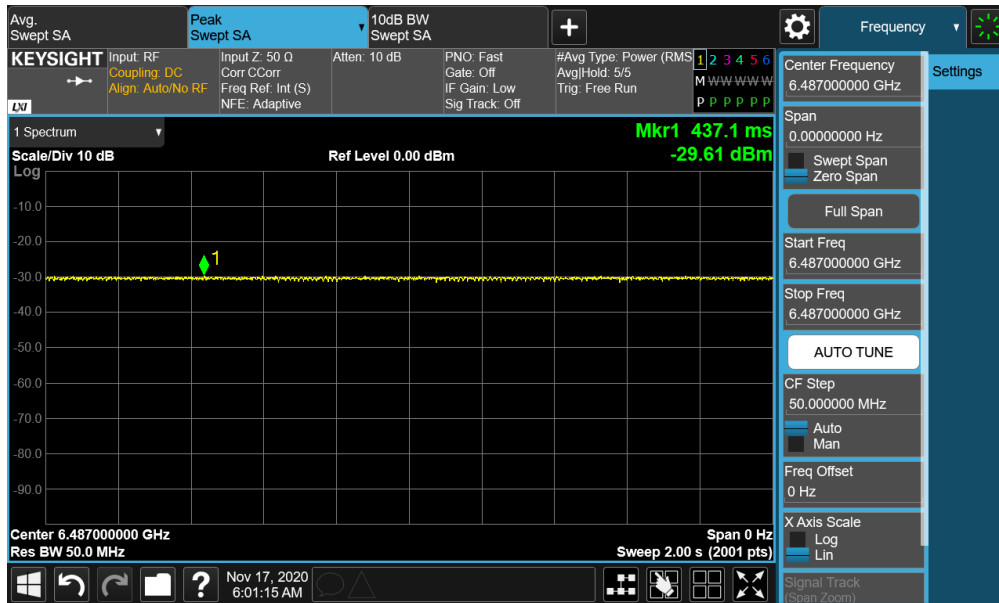 Avg.
Swept SA
Peak
Swept SA
10dB BW
Swept SA
Frequency
KEYSIGHT
LXI
Input: RF
Coupling: DC
Align: Auto/No RF
Input Z: 50 Ω
Corr CCorr
Freq Ref: Int (S)
NFE: Adaptive
Atten: 10 dB
PNO: Fast
Gate: Off
IF Gain: Low
Sig Track: Off
#Avg Type: Power (RMS
Avg|Hold: 5/5
Trig: Free Run
1 2 3 4 5 6
M W W W W W
P P P P P P
1 Spectrum
Mkr1 437.1 ms
-29.61 dBm
Scale/Div 10 dB
Ref Level 0.00 dBm
Log
-10.0
-20.0
-30.0
-40.0
-50.0
-60.0
-70.0
-80.0
-90.0
1
Center 6.487000000 GHz
Span 0 Hz
Res BW 50.0 MHz
Sweep 2.00 s (2001 pts)
Settings
Center Frequency
6.487000000 GHz
Span
0.00000000 Hz
Swept Span
Zero Span
Full Span
Start Freq
6.487000000 GHz
Stop Freq
6.487000000 GHz
AUTO TUNE
CF Step
50.000000 MHz
Auto
Man
Freq Offset
0 Hz
X Axis Scale
Log
Lin
Signal Track
(Span Zoom)
?
Nov 17, 2020
6:01:15 AM